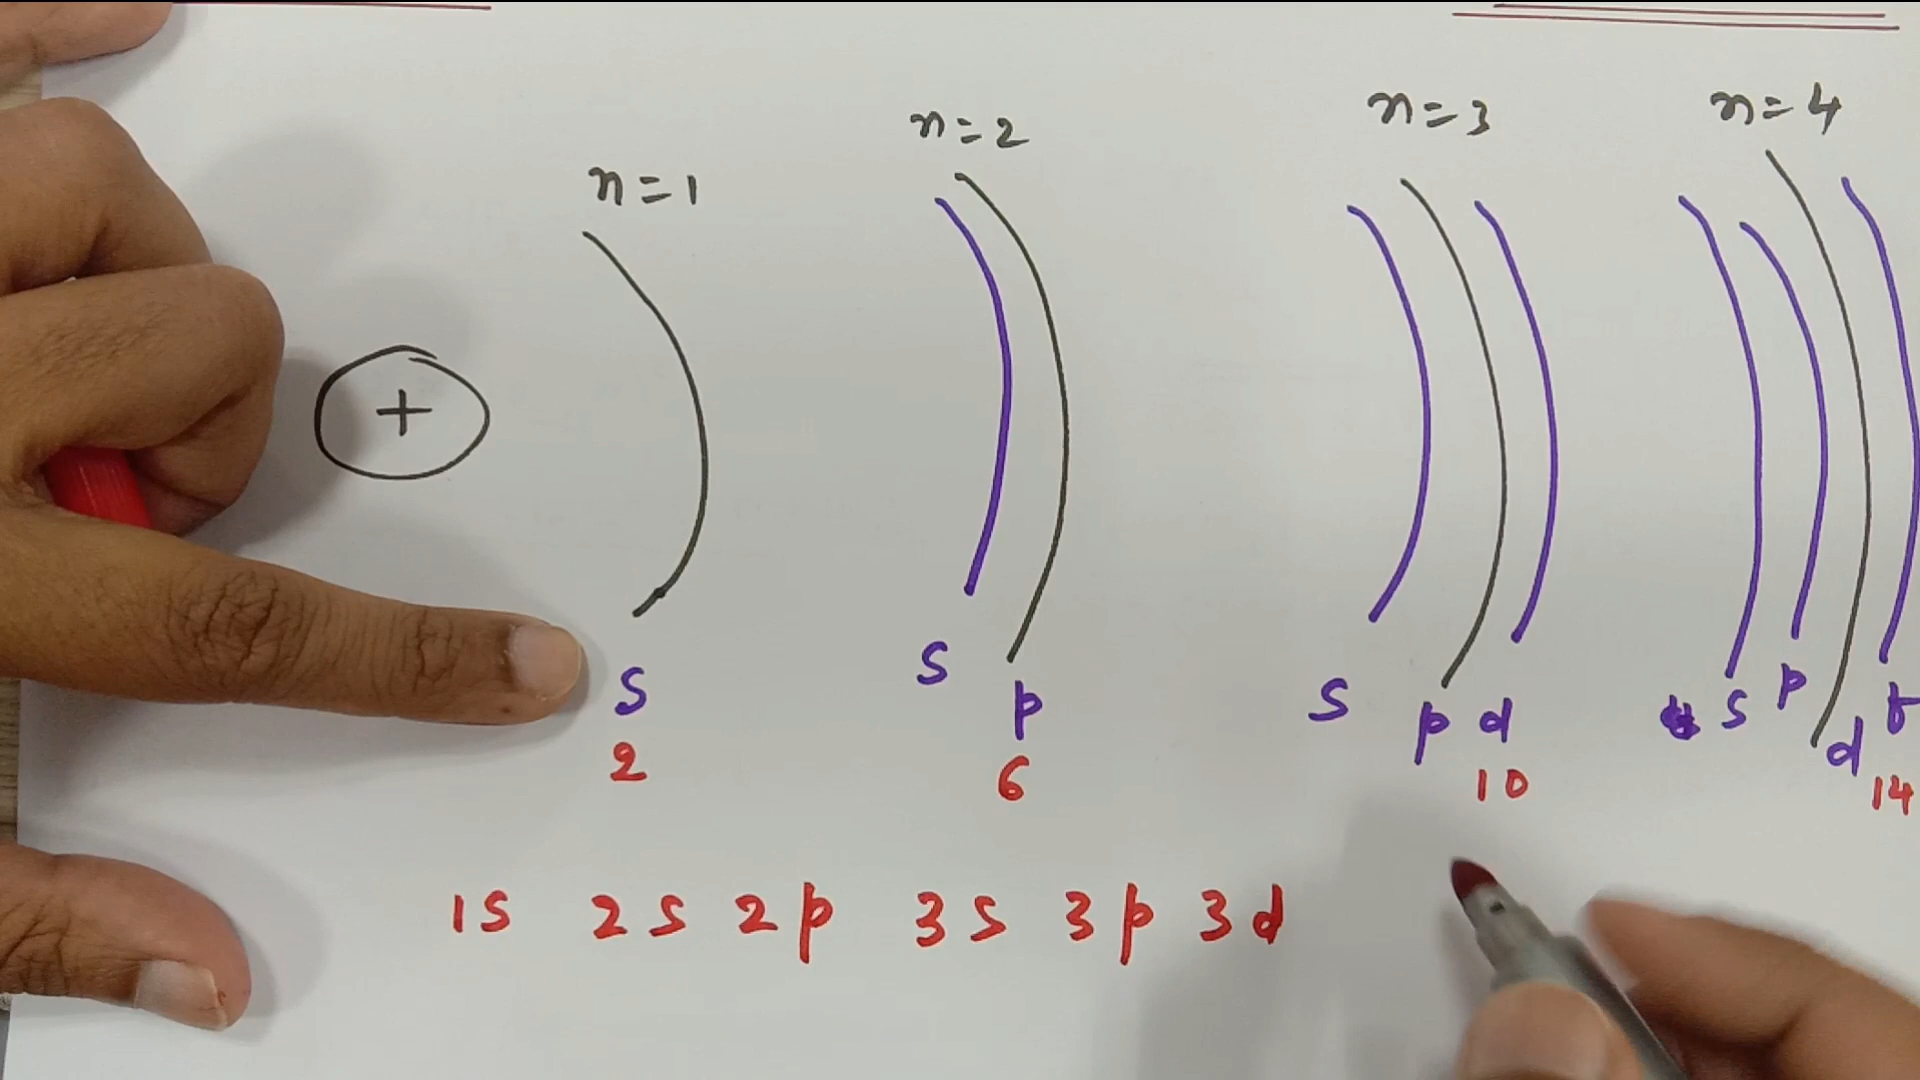 n=1 n=2 n=3 n=4
+
s s p s p d s p d f
2 6 10 14
1s 2s 2p 3s 3p 3d